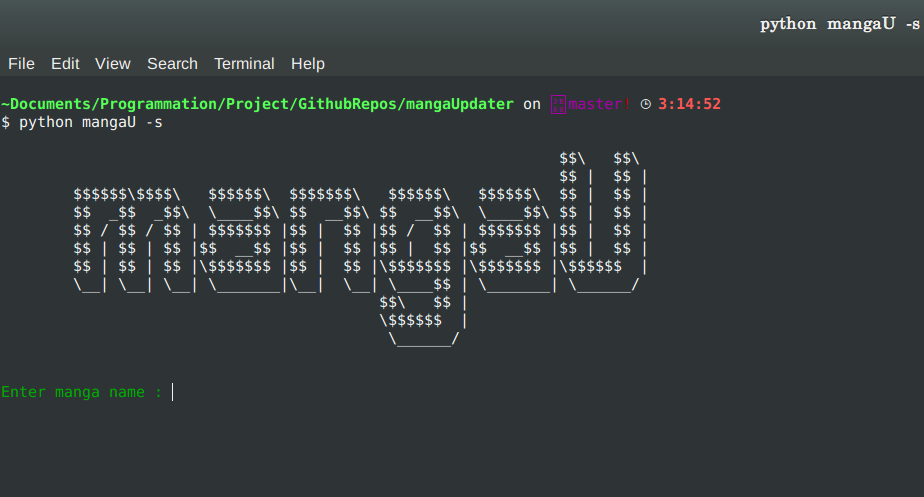 python mangaU -s
File Edit View Search Terminal Help
~Documents/Programmation/Project/GithubRepos/mangaUpdater on master! 3:14:52
$ python mangaU -s
                                                              $$\   $$\
                                                              $$ |  $$ |
        $$$$$$\$$$$\   $$$$$$\  $$$$$$$\   $$$$$$\   $$$$$$\  $$ |  $$ |
        $$  _$$  _$$\  \____$$\ $$  __$$\ $$  __$$\  \____$$\ $$ |  $$ |
        $$ / $$ / $$ | $$$$$$$ |$$ |  $$ |$$ /  $$ | $$$$$$$ |$$ |  $$ |
        $$ | $$ | $$ |$$  __$$ |$$ |  $$ |$$ |  $$ |$$  __$$ |$$ |  $$ |
        $$ | $$ | $$ |\$$$$$$$ |$$ |  $$ |\$$$$$$$ |\$$$$$$$ |\$$$$$$  |
        \__| \__| \__| \_______|\__|  \__| \____$$ | \_______| \______/
                                          $$\   $$ |
                                          \$$$$$$  |
                                           \______/
Enter manga name :